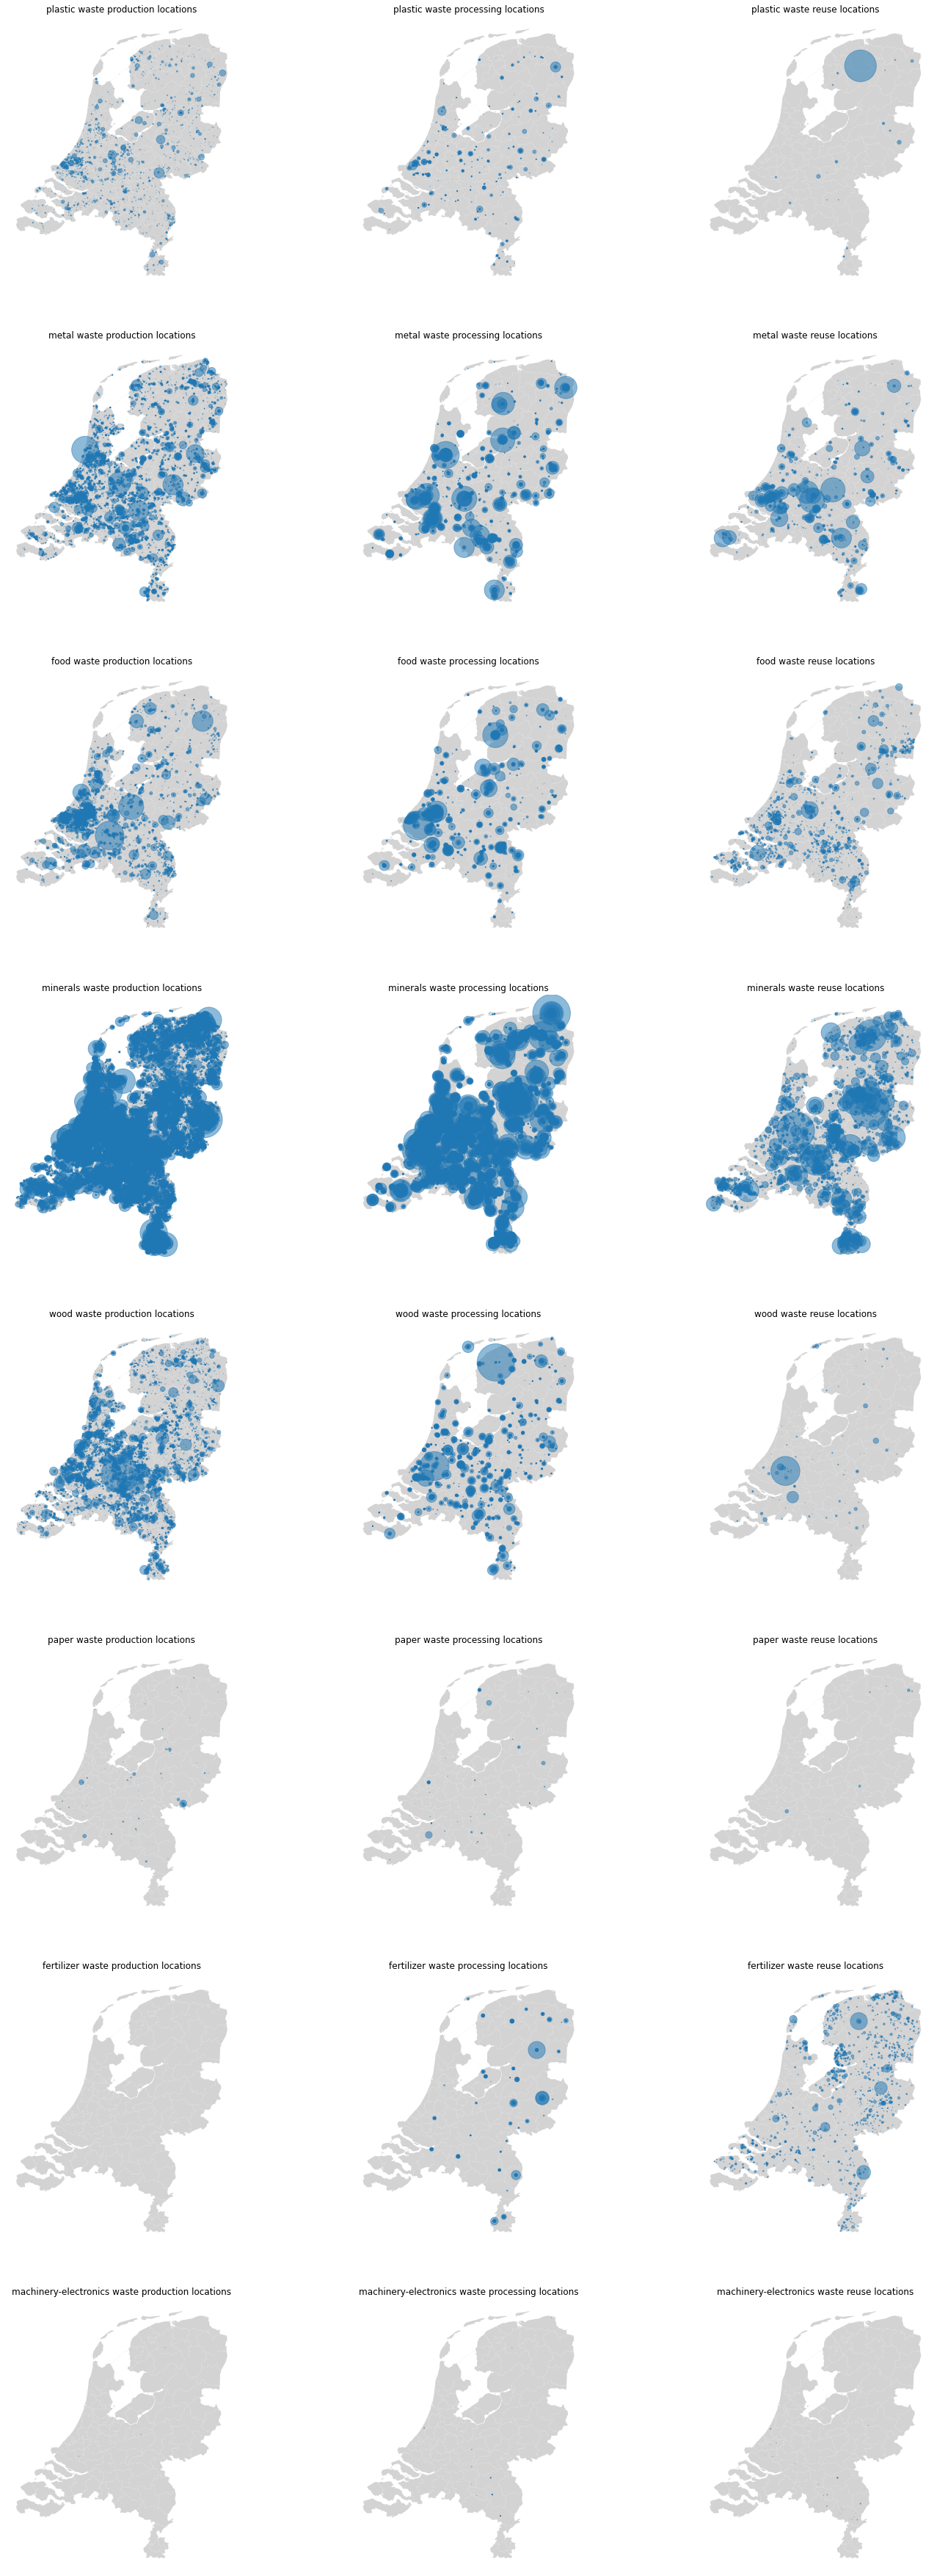 plastic waste production locations
plastic waste processing locations
plastic waste reuse locations
metal waste production locations
metal waste processing locations
metal waste reuse locations
food waste production locations
food waste processing locations
food waste reuse locations
minerals waste production locations
minerals waste processing locations
minerals waste reuse locations
wood waste production locations
wood waste processing locations
wood waste reuse locations
paper waste production locations
paper waste processing locations
paper waste reuse locations
fertilizer waste production locations
fertilizer waste processing locations
fertilizer waste reuse locations
machinery-electronics waste production locations
machinery-electronics waste processing locations
machinery-electronics waste reuse locations